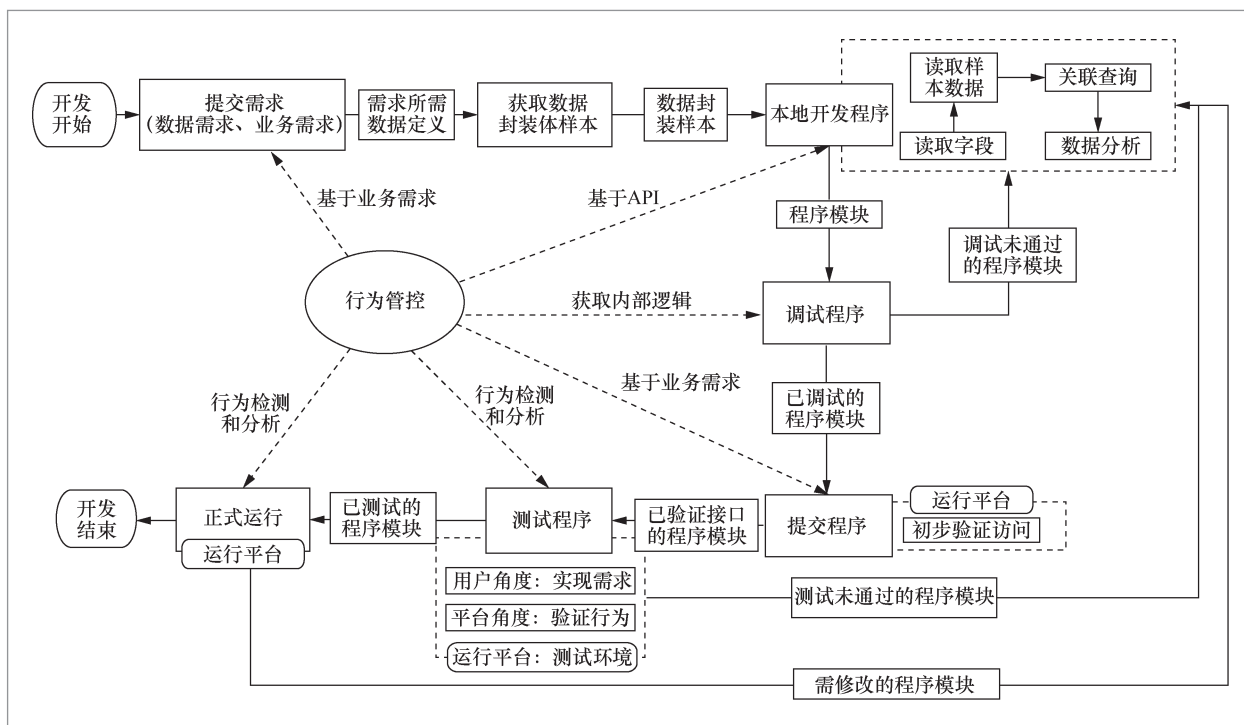 开发
开始
提交需求
(数据需求、业务需求)
需求所需
数据定义
获取数据
封装体样本
数据封
装样本
本地开发程序
读取样
本数据
关联查询
读取字段
数据分析
基于业务需求
基于API
程序模块
调试未通过
的程序模块
行为管控
获取内部逻辑
调试程序
行为检测
和分析
行为检测
和分析
基于业务需求
已调试的
程序模块
开发
结束
正式运行
运行平台
已测试的
程序模块
测试程序
已验证接口
的程序模块
提交程序
运行平台
初步验证访问
用户角度：实现需求
平台角度：验证行为
运行平台：测试环境
测试未通过的程序模块
需修改的程序模块